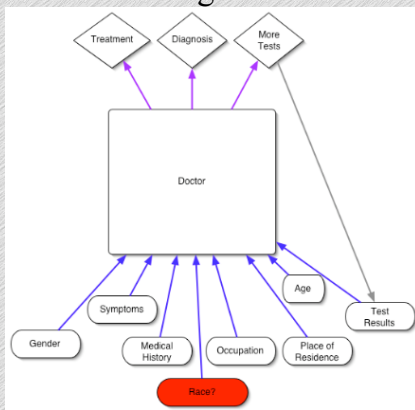 Treatment
Diagnosis
More
Tests
Doctor
Age
Symptoms
Test
Results
Gender
Medical
History
Occupation
Place of
Residence
Race?